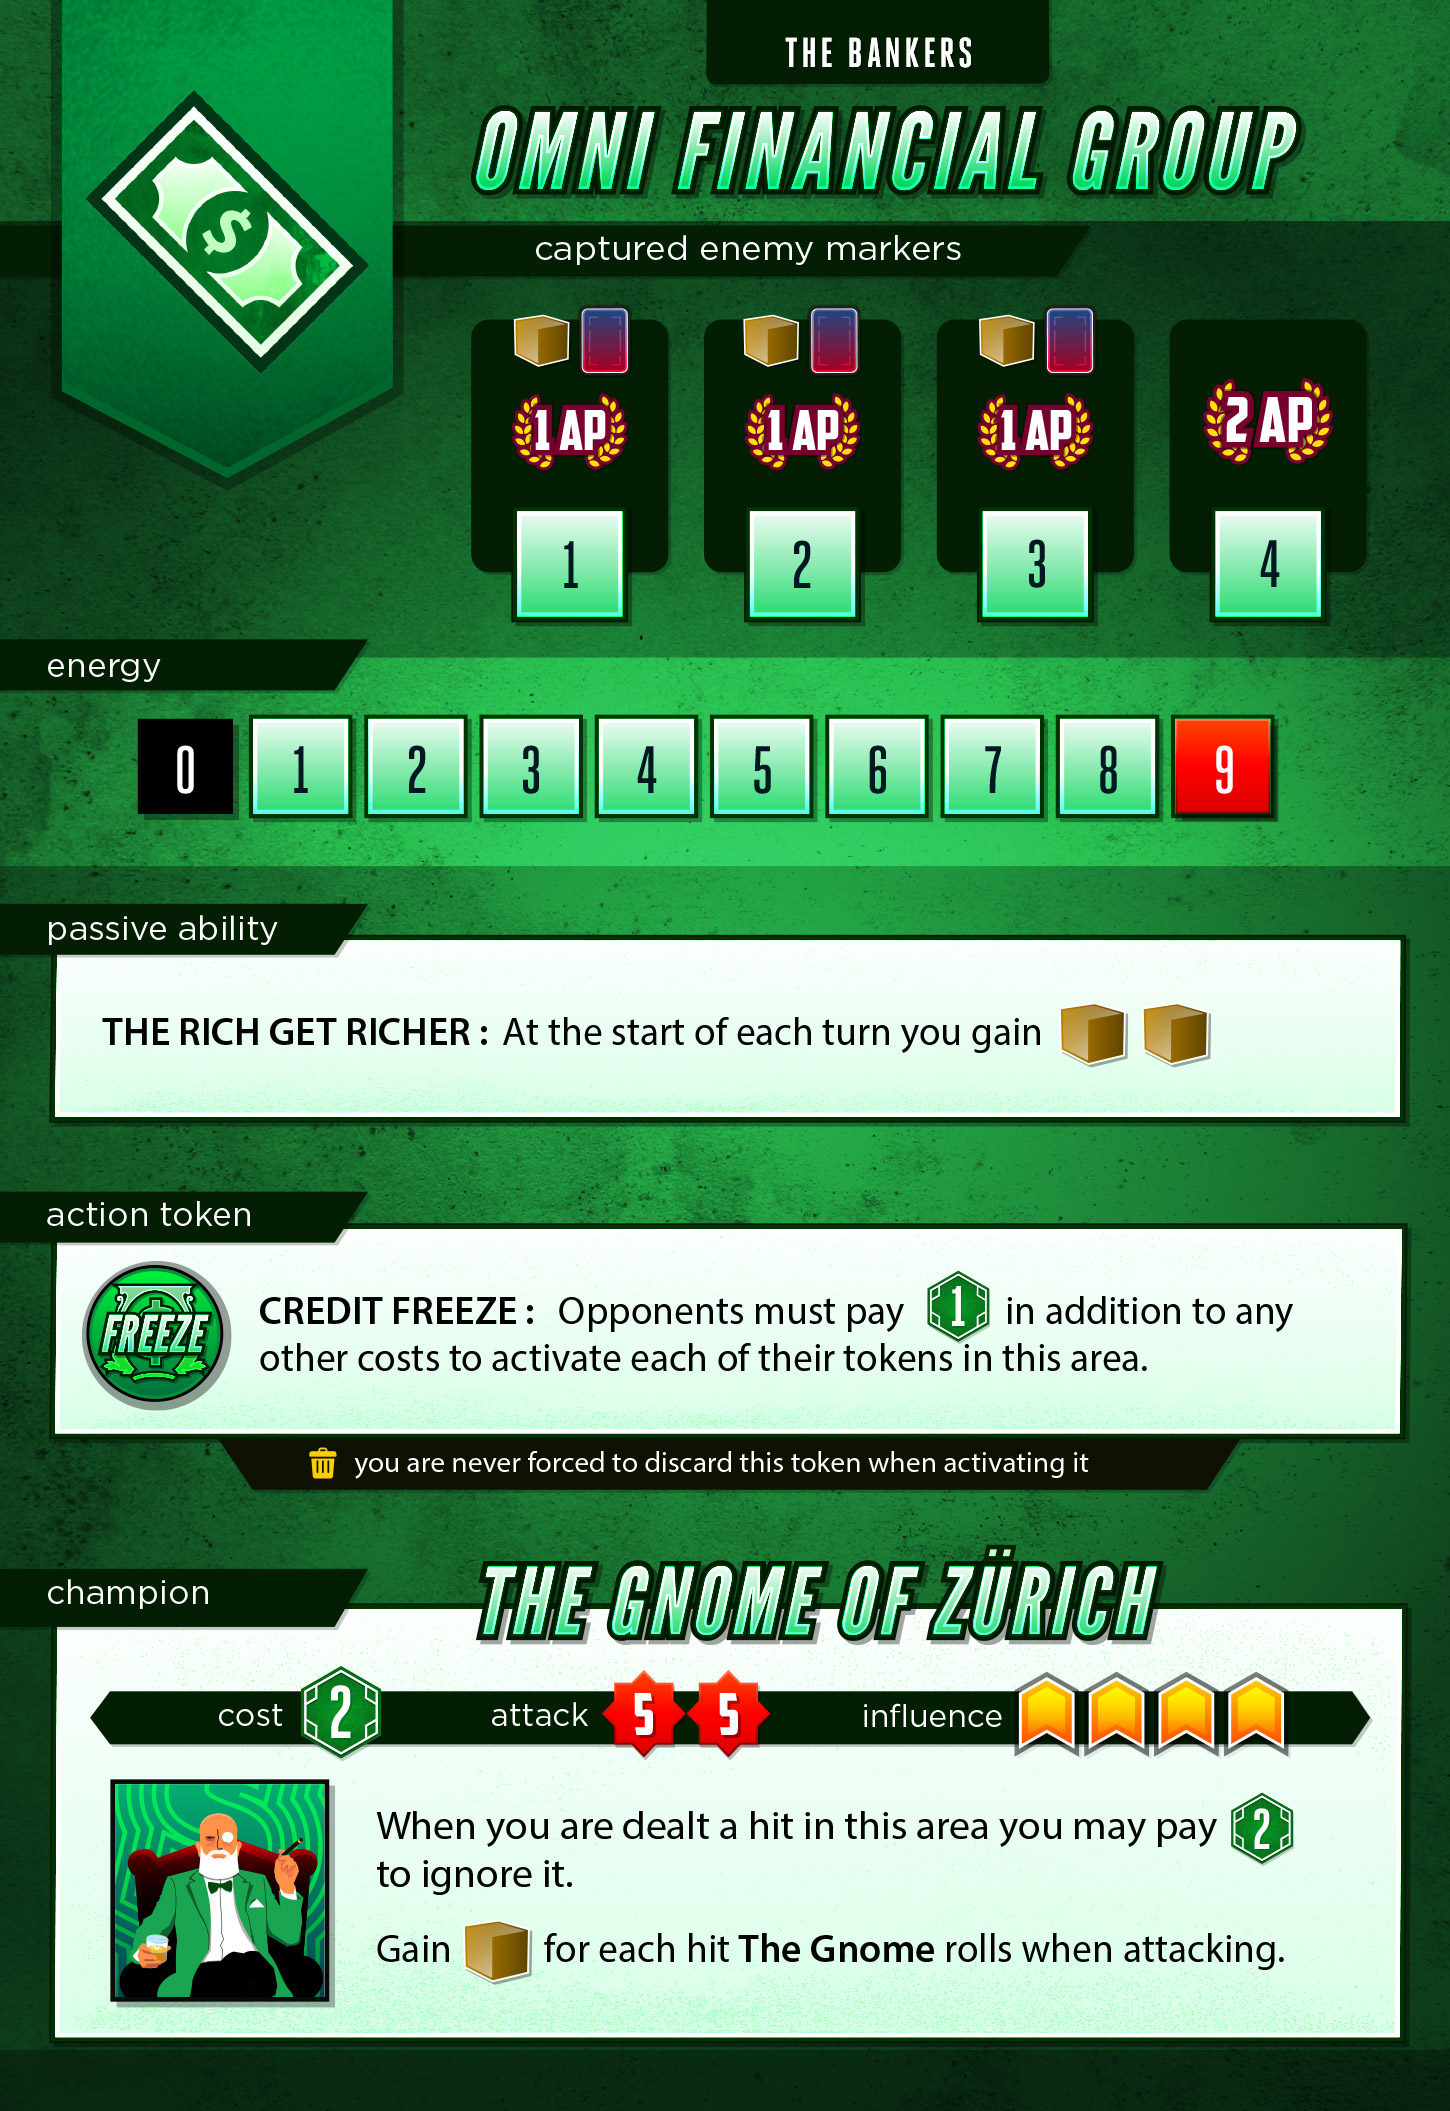 THE BANKERS
OMNI FINANCIAL GROUP
$
captured enemy markers
1 AP 1 AP 1 AP 2 AP
1 2 3 4
energy
0 1 2 3 4 5 6 7 8 9
passive ability
THE RICH GET RICHER : At the start of each turn you gain
action token
FREEZE
CREDIT FREEZE : Opponents must pay 1 in addition to any
other costs to activate each of their tokens in this area.
you are never forced to discard this token when activating it
champion
THE GNOME OF ZÜRICH
cost 2 attack 5 5 influence
When you are dealt a hit in this area you may pay 2
to ignore it.
Gain for each hit The Gnome rolls when attacking.